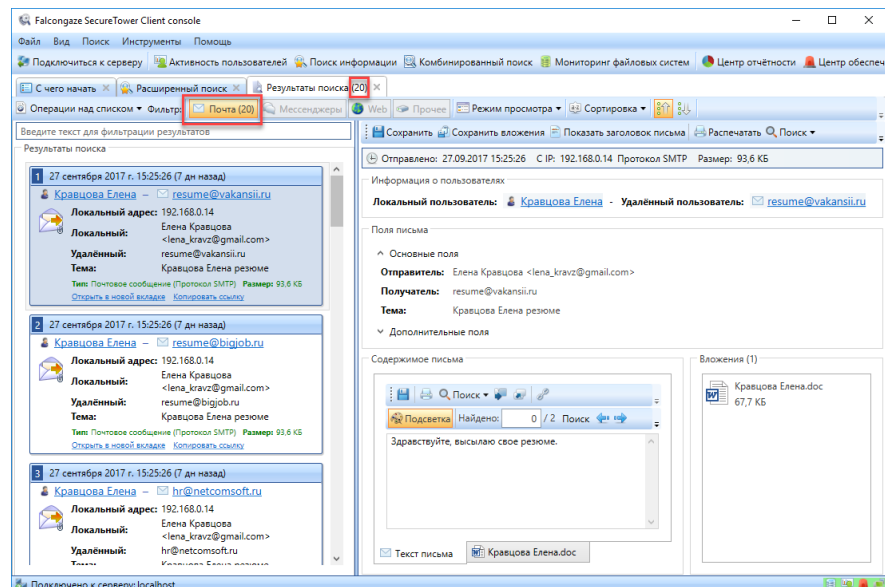 Falcongaze SecureTower Client console
Файл Вид Поиск Инструменты Помощь
Подключиться к серверу Активность пользователей Поиск информации Комбинированный поиск Мониторинг файловых систем Центр отчётности Центр обеспеч
С чего начать Расширенный поиск Результаты поиска (20)
Операции над списком Фильтр: Почта (20) Мессенджеры Web Прочее Режим просмотра Сортировка
Введите текст для фильтрации результатов
Результаты поиска
1 27 сентября 2017 г. 15:25:26 (7 дн назад)
Кравцова Елена – resume@vakansii.ru
Локальный адрес: 192.168.0.14
Локальный: Елена Кравцова
<lena_kravz@gmail.com>
Удалённый: resume@vakansii.ru
Тема: Кравцова Елена резюме
Тип: Почтовое сообщение (Протокол SMTP) Размер: 93,6 КБ
Открыть в новой вкладке Копировать ссылку
2 27 сентября 2017 г. 15:25:26 (7 дн назад)
Кравцова Елена – resume@bigjob.ru
Локальный адрес: 192.168.0.14
Локальный: Елена Кравцова
<lena_kravz@gmail.com>
Удалённый: resume@bigjob.ru
Тема: Кравцова Елена резюме
Тип: Почтовое сообщение (Протокол SMTP) Размер: 93,6 КБ
Открыть в новой вкладке Копировать ссылку
3 27 сентября 2017 г. 15:25:26 (7 дн назад)
Кравцова Елена – hr@netcomsoft.ru
Локальный адрес: 192.168.0.14
Локальный: Елена Кравцова
<lena_kravz@gmail.com>
Удалённый: hr@netcomsoft.ru
Тема: Кравцова Елена резюме
Сохранить Сохранить вложения Показать заголовок письма Распечатать Поиск
Отправлено: 27.09.2017 15:25:26 С IP: 192.168.0.14 Протокол SMTP Размер: 93,6 КБ
Информация о пользователях
Локальный пользователь: Кравцова Елена - Удалённый пользователь: resume@vakansii.ru
Поля письма
Основные поля
Отправитель: Елена Кравцова <lena_kravz@gmail.com>
Получатель: resume@vakansii.ru
Тема: Кравцова Елена резюме
Дополнительные поля
Содержимое письма
Поиск
Подсветка Найдено: 0 / 2 Поиск
Здравствуйте, высылаю свое резюме.
Текст письма Кравцова Елена.doc
Вложения (1)
Кравцова Елена.doc
67,7 КБ
Подключено к серверу: localhost